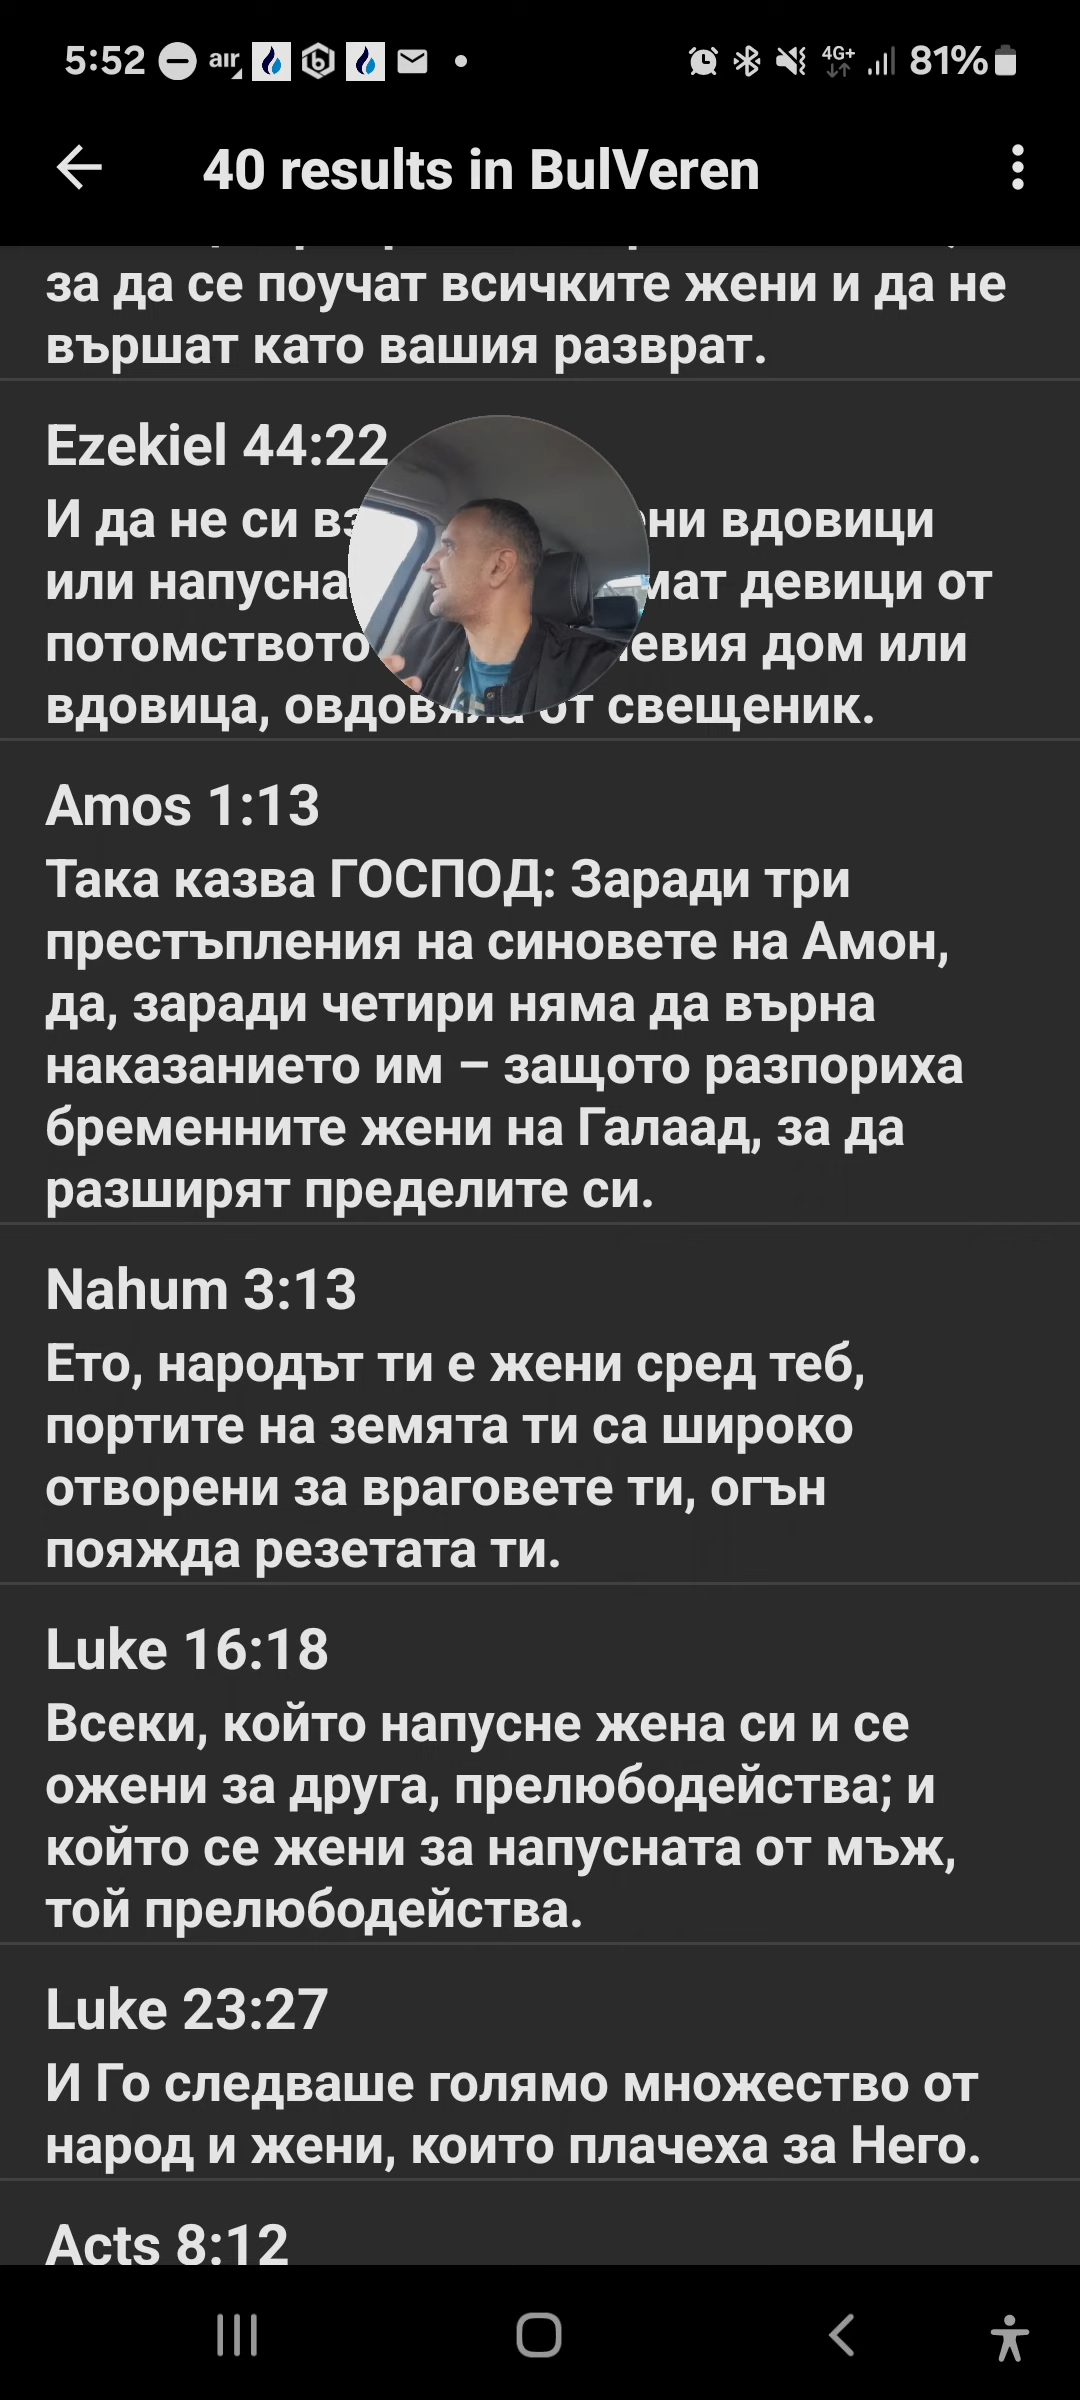 5:52 air 4G+ 81%
40 results in BulVeren
за да се поучат всичките жени и да не
вършат като вашия разврат.
Ezekiel 44:22
И да не си вдовици
или девици от
потомството дом или
вдовица, от свещеник.
Amos 1:13
Така казва ГОСПОД: Заради три
престъпления на синовете на Амон,
да, заради четири няма да върна
наказанието им – защото разпориха
бременните жени на Галаад, за да
разширят пределите си.
Nahum 3:13
Ето, народът ти е жени сред теб,
портите на земята ти са широко
отворени за враговете ти, огън
пояжда резетата ти.
Luke 16:18
Всеки, който напусне жена си и се
ожени за друга, прелюбодейства; и
който се жени за напусната от мъж,
той прелюбодейства.
Luke 23:27
И Го следваше голямо множество от
народ и жени, които плачеха за Него.
Acts 8:12